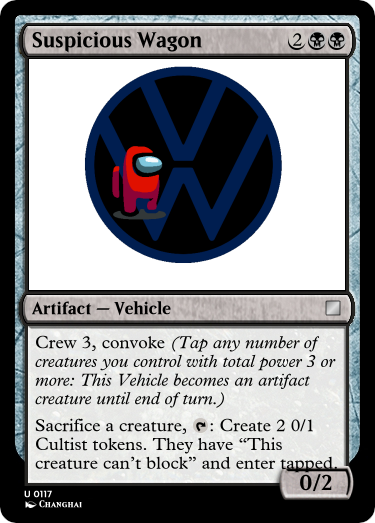 Suspicious Wagon 2
VW
Artifact — Vehicle
Crew 3, convoke (Tap any number of
creatures you control with total power 3 or
more: This Vehicle becomes an artifact
creature until end of turn.)
Sacrifice a creature, : Create 2 0/1
Cultist tokens. They have “This
creature can't block” and enter tapped.
0/2
U 0117
Changhai